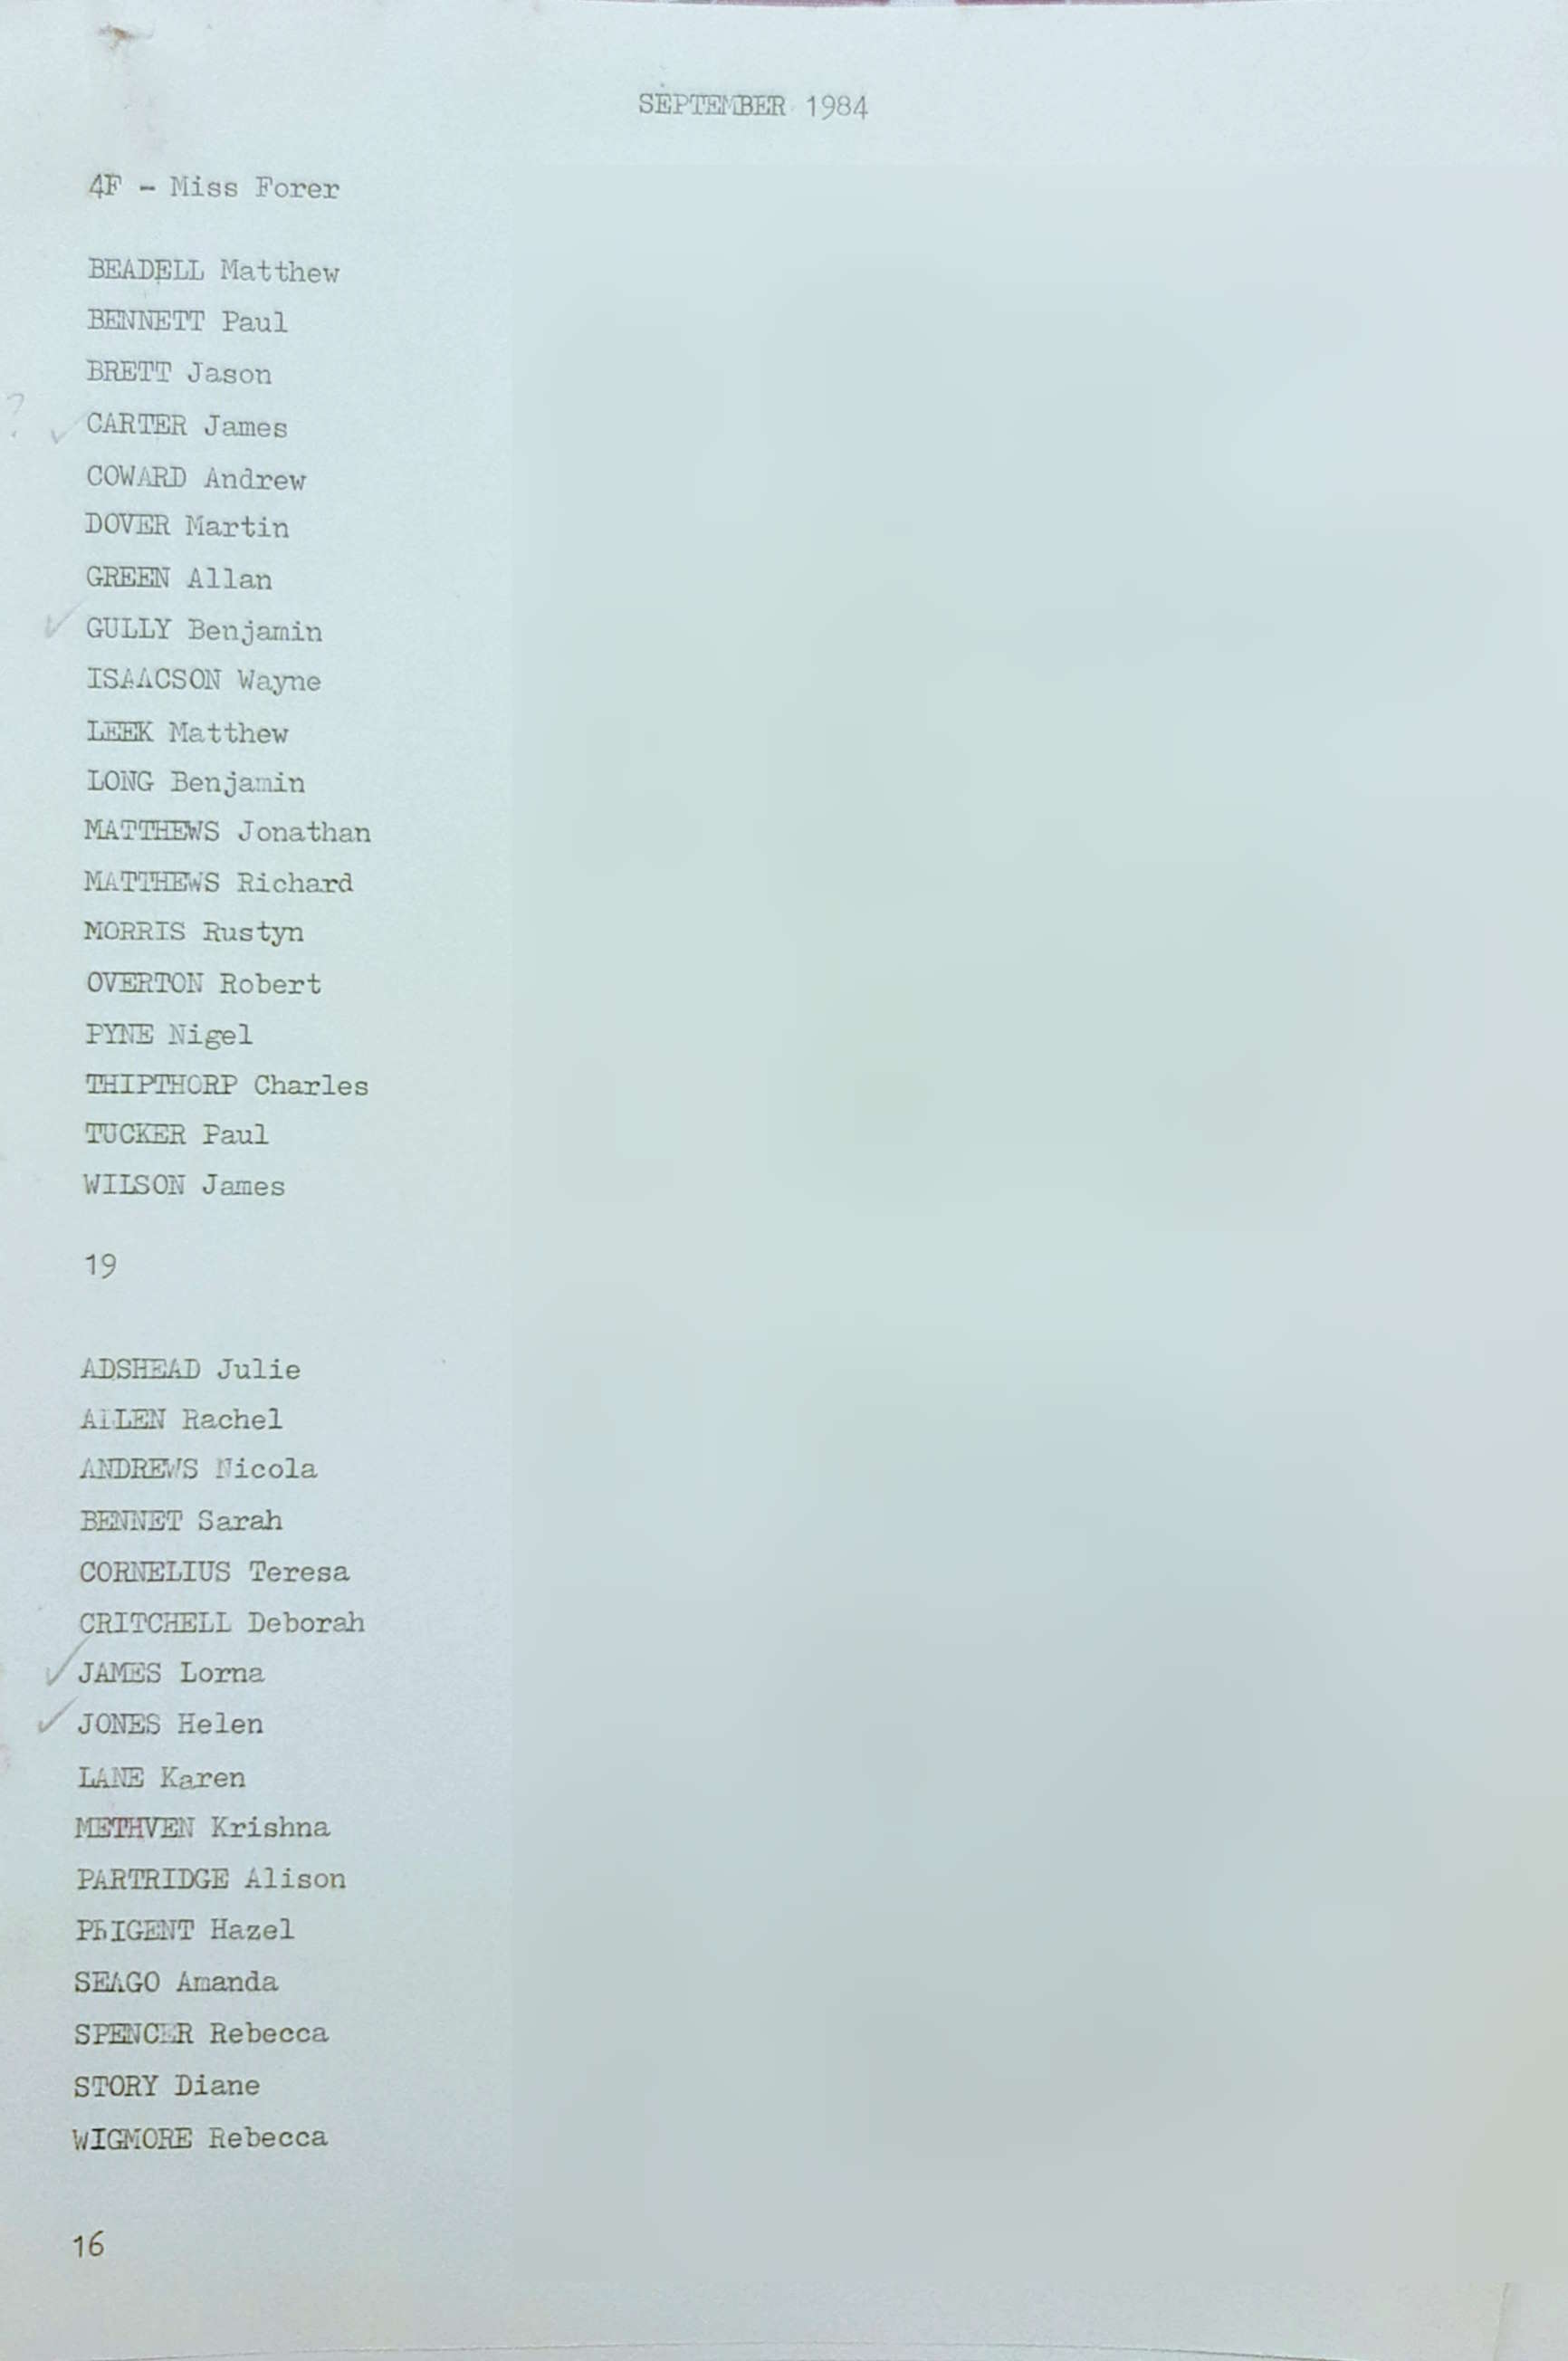 SEPTEMBER 1984
4F - Miss Forer
BEADELL Matthew
BENNETT Paul
BRETT Jason
? ✓ CARTER James
COWARD Andrew
DOVER Martin
GREEN Allan
✓ GULLY Benjamin
ISAACSON Wayne
LEEK Matthew
LONG Benjamin
MATTHEWS Jonathan
MATTHEWS Richard
MORRIS Rustyn
OVERTON Robert
PYNE Nigel
THIPTHORP Charles
TUCKER Paul
WILSON James
19
ADSHEAD Julie
ALLEN Rachel
ANDREWS Nicola
BENNET Sarah
CORNELIUS Teresa
CRITCHELL Deborah
✓ JAMES Lorna
✓ JONES Helen
LANE Karen
METHVEN Krishna
PARTRIDGE Alison
PRIGENT Hazel
SEAGO Amanda
SPENCER Rebecca
STORY Diane
WIGMORE Rebecca
16